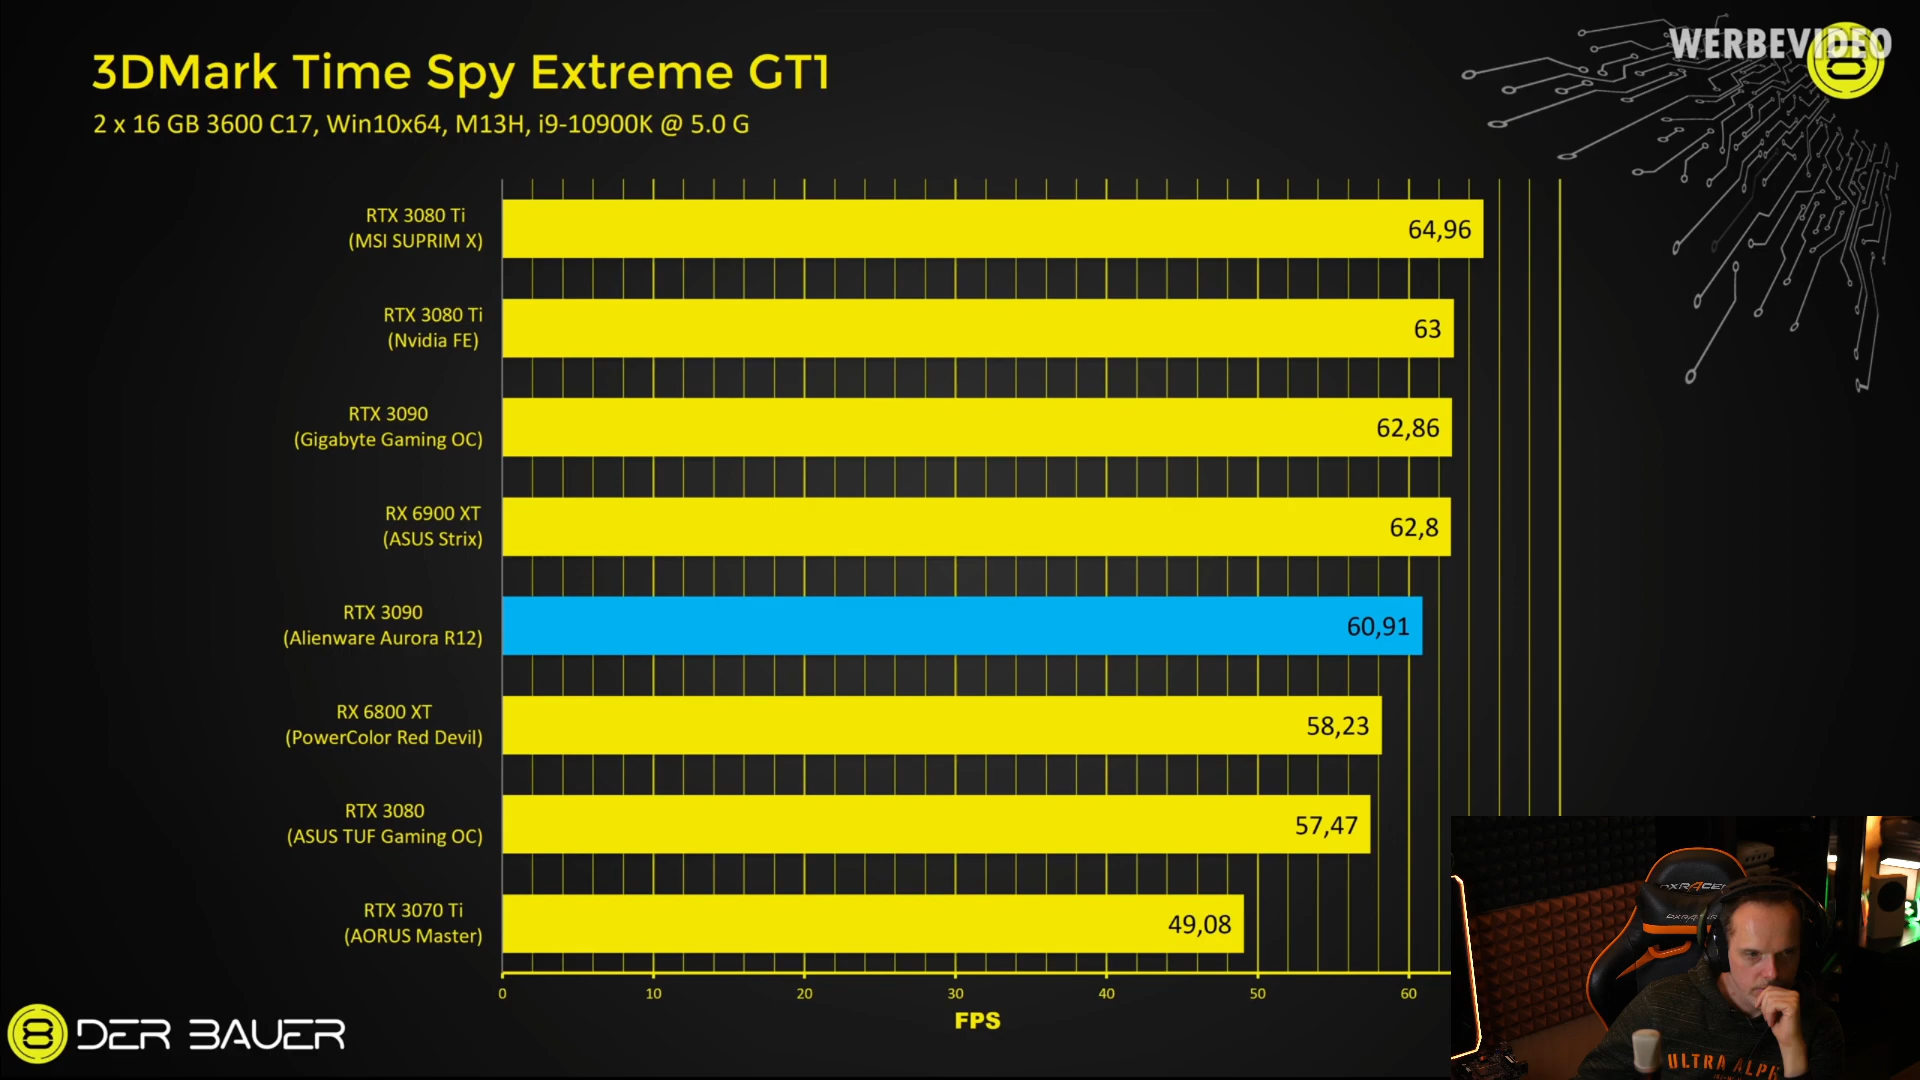 WERBEVIDEO
3DMark Time Spy Extreme GT1
2 x 16 GB 3600 C17, Win10x64, M13H, i9-10900K @ 5.0 G
RTX 3080 Ti
(MSI SUPRIM X)
64,96
RTX 3080 Ti
(Nvidia FE)
63
RTX 3090
(Gigabyte Gaming OC)
62,86
RX 6900 XT
(ASUS Strix)
62,8
RTX 3090
(Alienware Aurora R12)
60,91
RX 6800 XT
(PowerColor Red Devil)
58,23
RTX 3080
(ASUS TUF Gaming OC)
57,47
RTX 3070 Ti
(AORUS Master)
49,08
0 10 20 30 40 50 60
FPS
8 DER BAUER
DXRACER
ULTRA ALPH